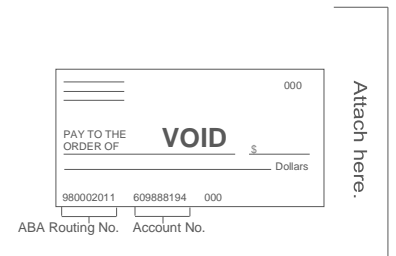 000
PAY TO THE
ORDER OF
VOID
$
Dollars
980002011 609888194 000
ABA Routing No. Account No.
Attach here.